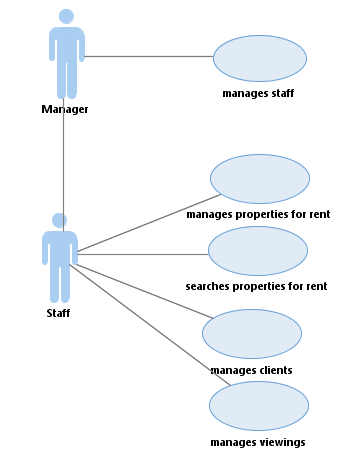 manages staff
Manager
manages properties for rent
searches properties for rent
Staff
manages clients
manages viewings